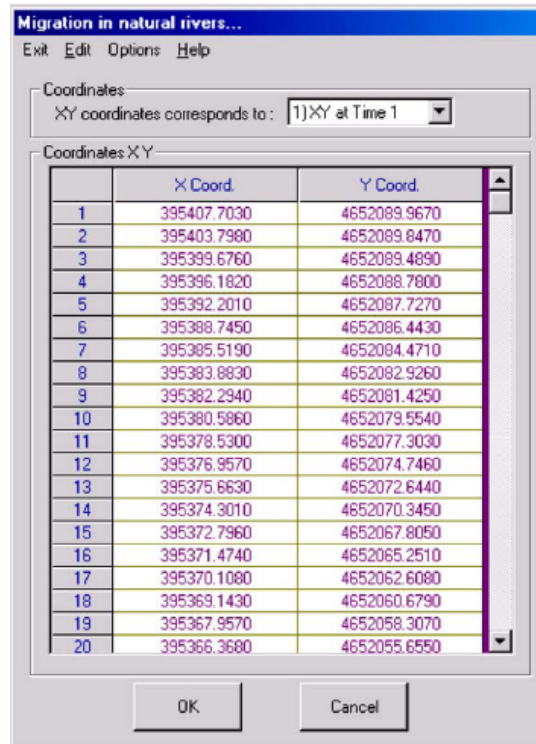 Migration in natural rivers...
Exit Edit Options Help
Coordinates
XY coordinates corresponds to : 1)XY at Time 1
Coordinates X Y
X Coord. Y Coord.
1 395407.7030 4652089.9670
2 395403.7980 4652089.8470
3 395399.6760 4652089.4890
4 395396.1820 4652088.7800
5 395392.2010 4652087.7270
6 395388.7450 4652086.4430
7 395385.5190 4652084.4710
8 395383.8830 4652082.9260
9 395382.2940 4652081.4250
10 395380.5860 4652079.5540
11 395378.5300 4652077.3030
12 395376.9570 4652074.7460
13 395375.6630 4652072.6440
14 395374.3010 4652070.3450
15 395372.7960 4652067.8050
16 395371.4740 4652065.2510
17 395370.1080 4652062.6080
18 395369.1430 4652060.6790
19 395367.9570 4652058.3070
20 395366.3680 4652055.6550
OK Cancel